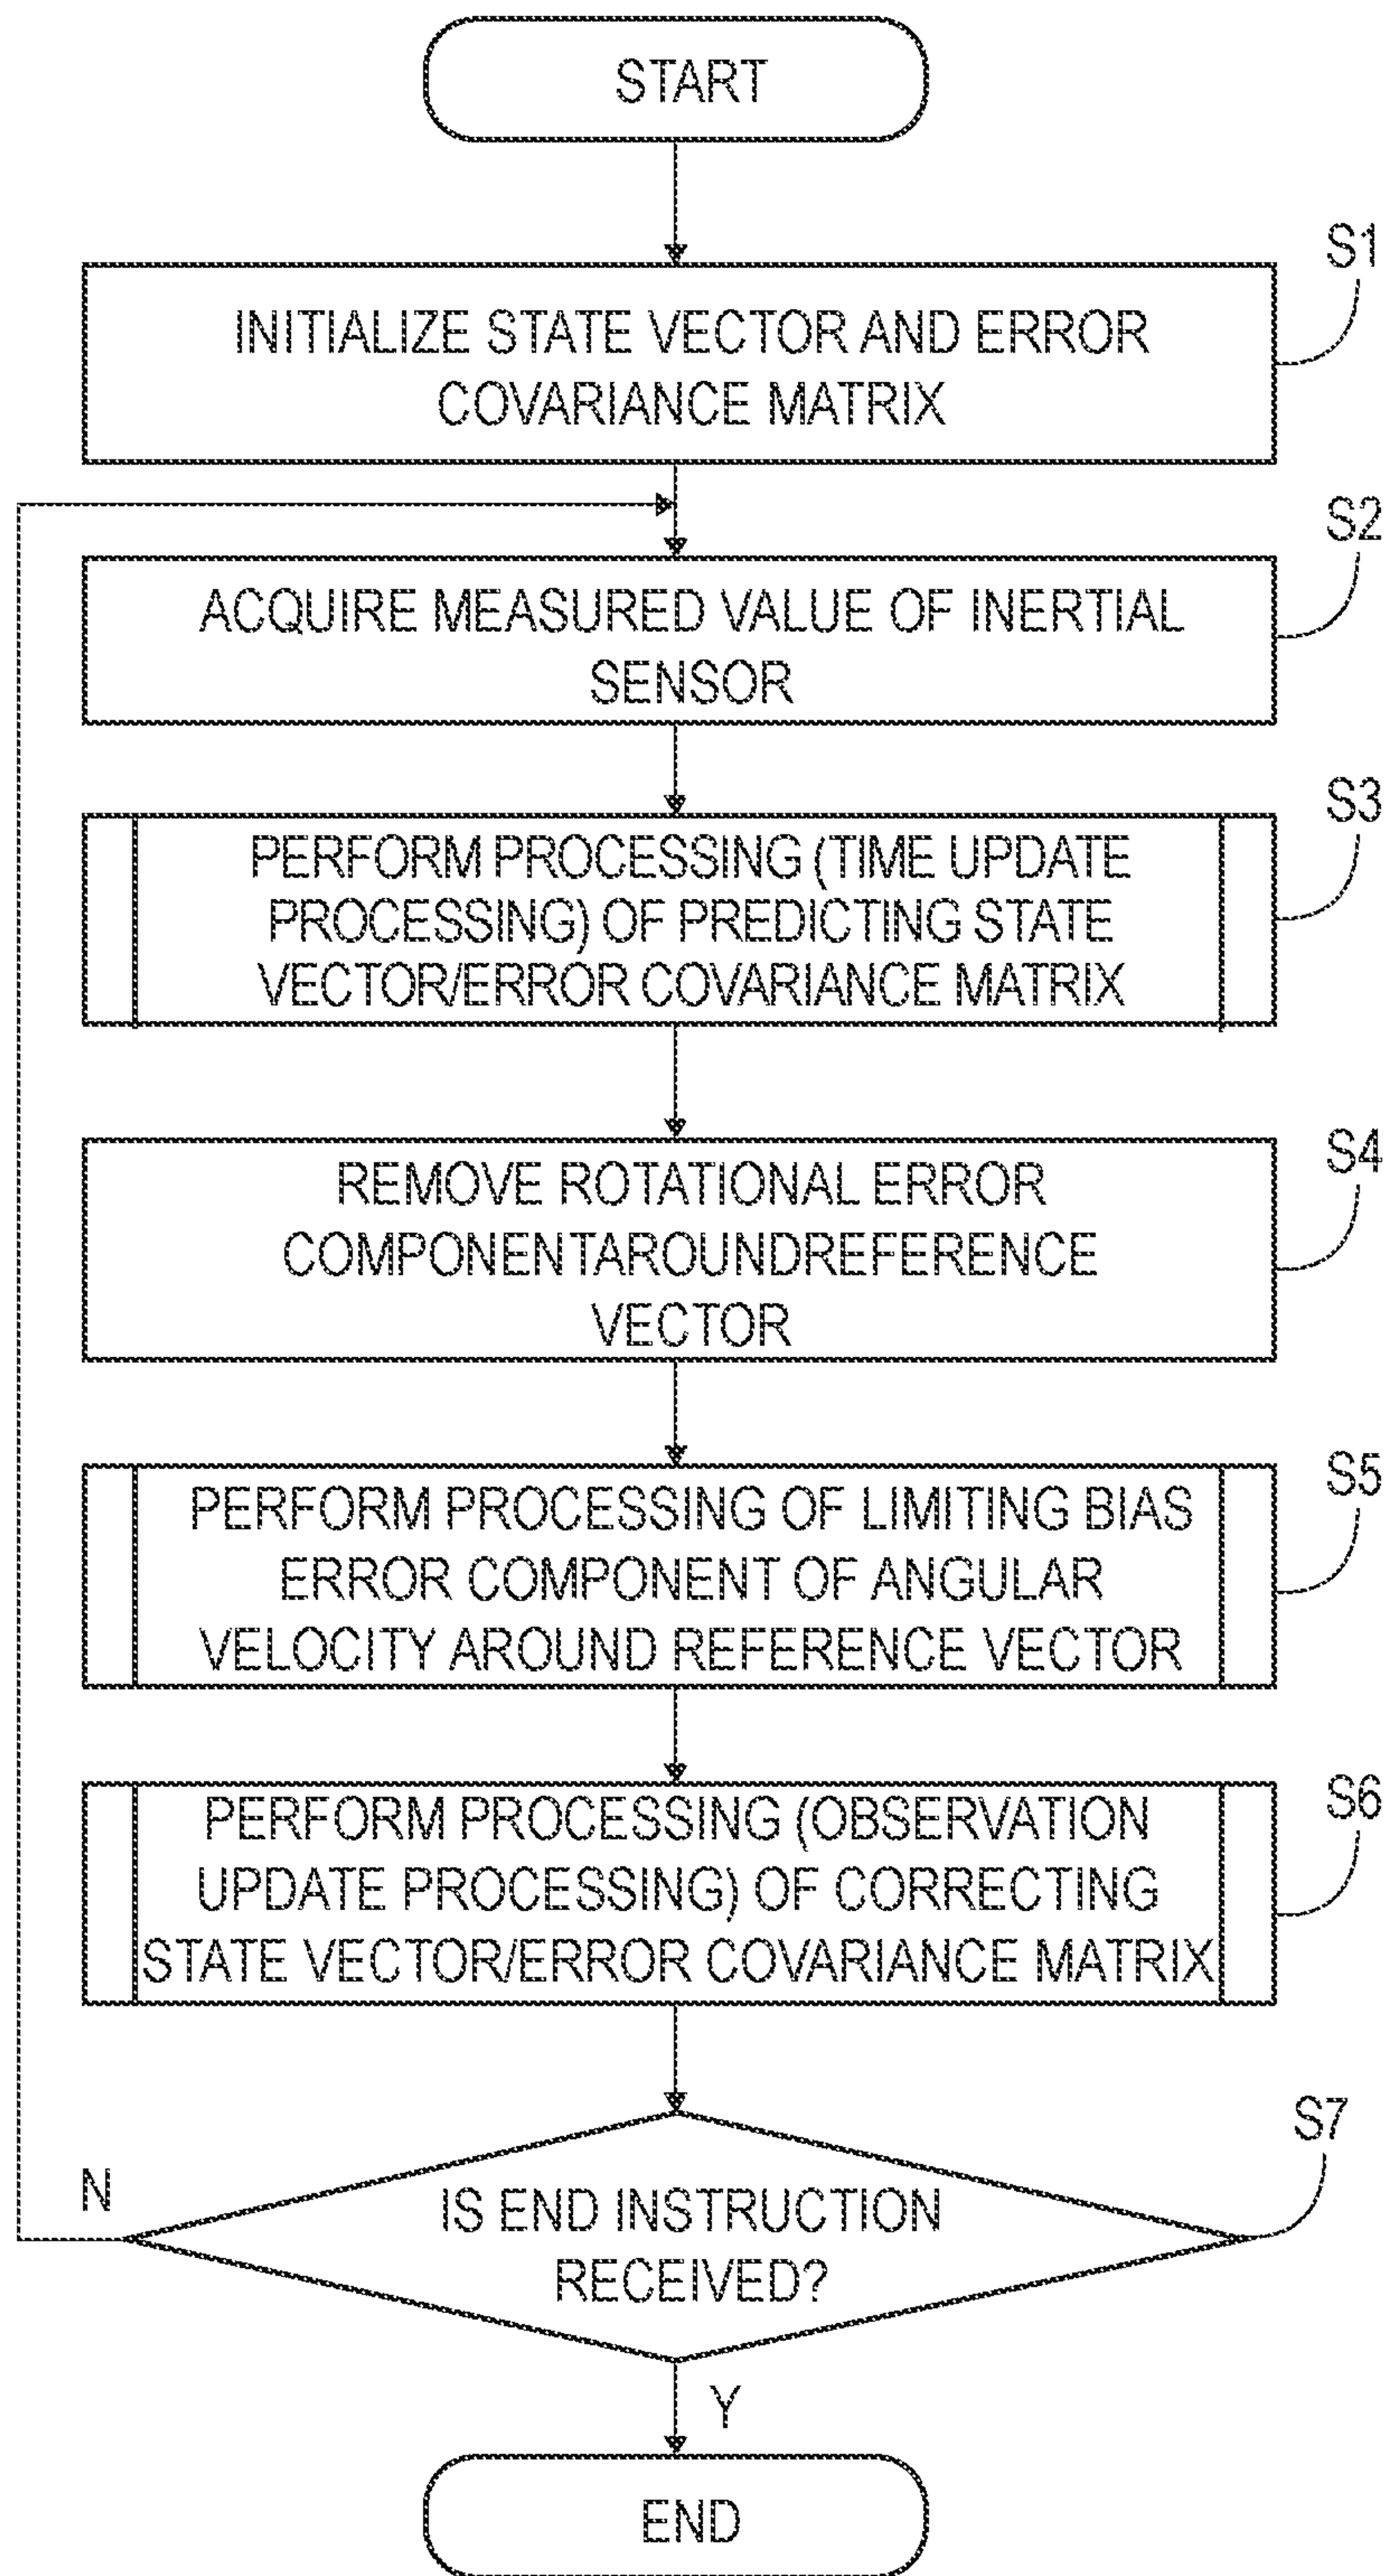 START
S1
INITIALIZE STATE VECTOR AND ERROR
COVARIANCE MATRIX
S2
ACQUIRE MEASURED VALUE OF INERTIAL
SENSOR
S3
PERFORM PROCESSING (TIME UPDATE
PROCESSING) OF PREDICTING STATE
VECTOR/ERROR COVARIANCE MATRIX
S4
REMOVE ROTATIONAL ERROR
COMPONENTAROUNDREFERENCE
VECTOR
S5
PERFORM PROCESSING OF LIMITING BIAS
ERROR COMPONENT OF ANGULAR
VELOCITY AROUND REFERENCE VECTOR
S6
PERFORM PROCESSING (OBSERVATION
UPDATE PROCESSING) OF CORRECTING
STATE VECTOR/ERROR COVARIANCE MATRIX
S7
N
IS END INSTRUCTION
RECEIVED?
Y
END